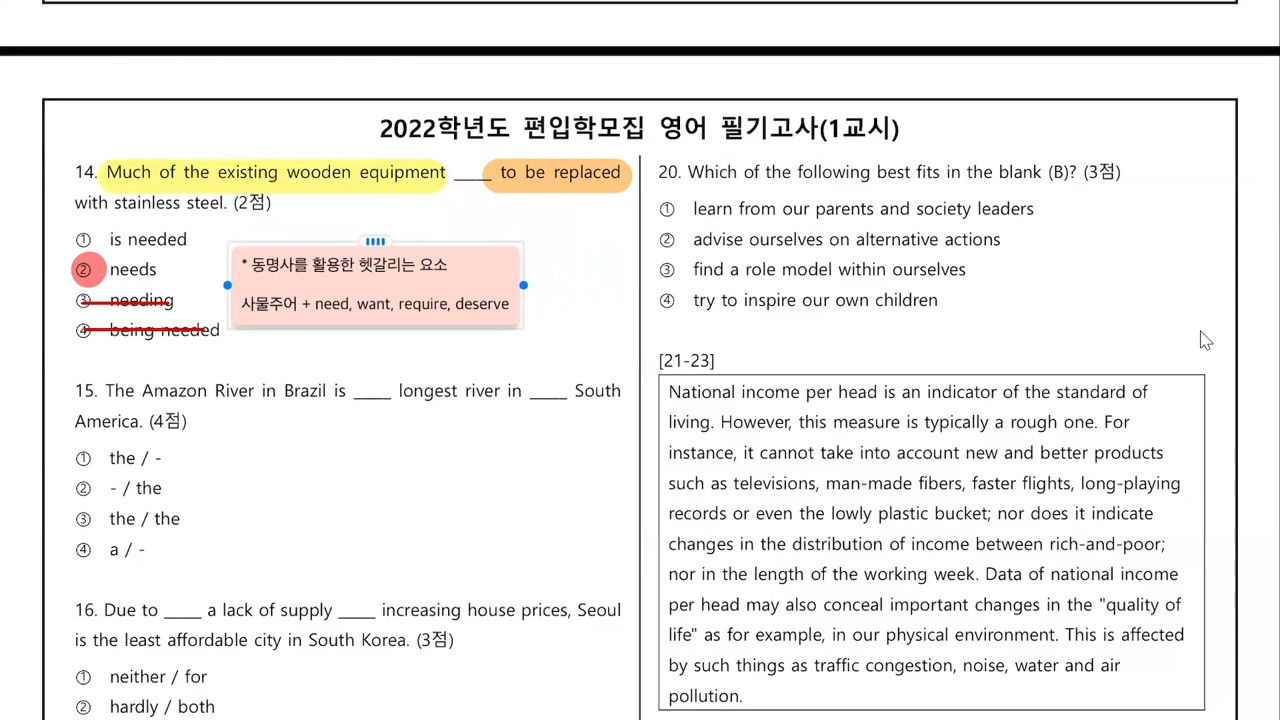 2022학년도 편입학모집 영어 필기고사(1교시)
14. Much of the existing wooden equipment ____ to be replaced
with stainless steel. (2점)
① is needed
② needs
③ needing
④ being needed
* 동명사를 활용한 헷갈리는 요소
사물주어 + need, want, require, deserve
15. The Amazon River in Brazil is ____ longest river in ____ South
America. (4점)
① the / -
② - / the
③ the / the
④ a / -
16. Due to ____ a lack of supply ____ increasing house prices, Seoul
is the least affordable city in South Korea. (3점)
① neither / for
② hardly / both
20. Which of the following best fits in the blank (B)? (3점)
① learn from our parents and society leaders
② advise ourselves on alternative actions
③ find a role model within ourselves
④ try to inspire our own children
[21-23]
National income per head is an indicator of the standard of
living. However, this measure is typically a rough one. For
instance, it cannot take into account new and better products
such as televisions, man-made fibers, faster flights, long-playing
records or even the lowly plastic bucket; nor does it indicate
changes in the distribution of income between rich-and-poor;
nor in the length of the working week. Data of national income
per head may also conceal important changes in the "quality of
life" as for example, in our physical environment. This is affected
by such things as traffic congestion, noise, water and air
pollution.